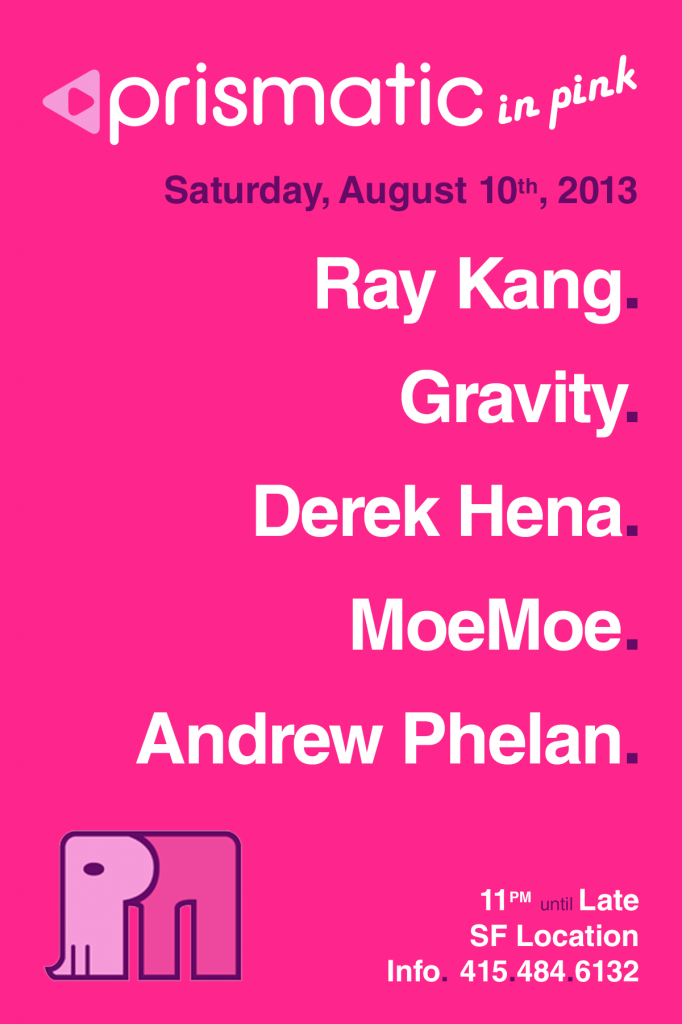 prismatic in pink
Saturday, August 10th, 2013
Ray Kang.
Gravity.
Derek Hena.
MoeMoe.
Andrew Phelan.
11PM until Late
SF Location
Info. 415.484.6132